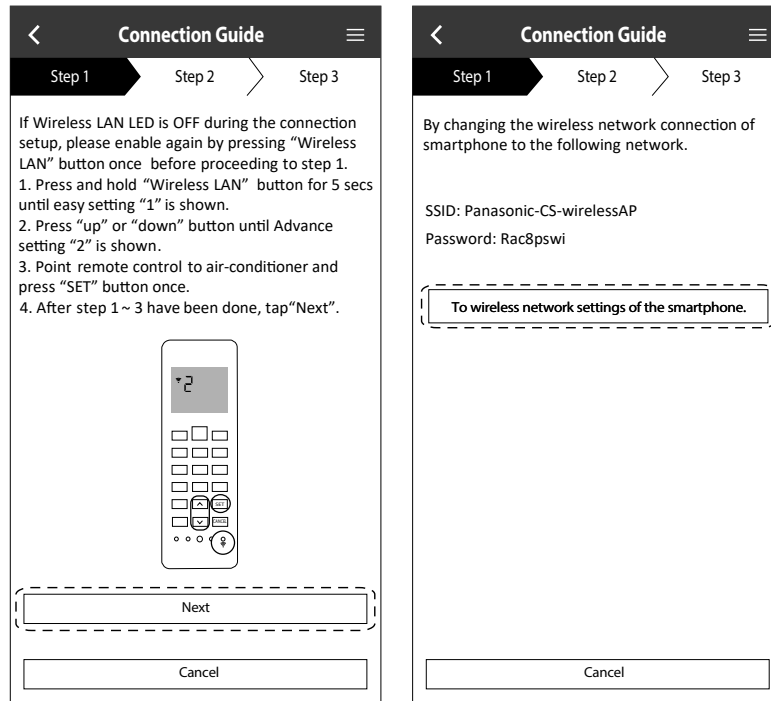 Connection Guide
Step 1
Step 2
Step 3
If Wireless LAN LED is OFF during the connection
setup, please enable again by pressing “Wireless
LAN” button once before proceeding to step 1.
1. Press and hold “Wireless LAN” button for 5 secs
until easy setting “1” is shown.
2. Press “up” or “down” button until Advance
setting “2” is shown.
3. Point remote control to air-conditioner and
press “SET” button once.
4. After step 1 ~ 3 have been done, tap“Next”.
2
SET
CANCEL
Next
Cancel
Connection Guide
Step 1
Step 2
Step 3
By changing the wireless network connection of
smartphone to the following network.
SSID: Panasonic-CS-wirelessAP
Password: Rac8pswi
To wireless network settings of the smartphone.
Cancel